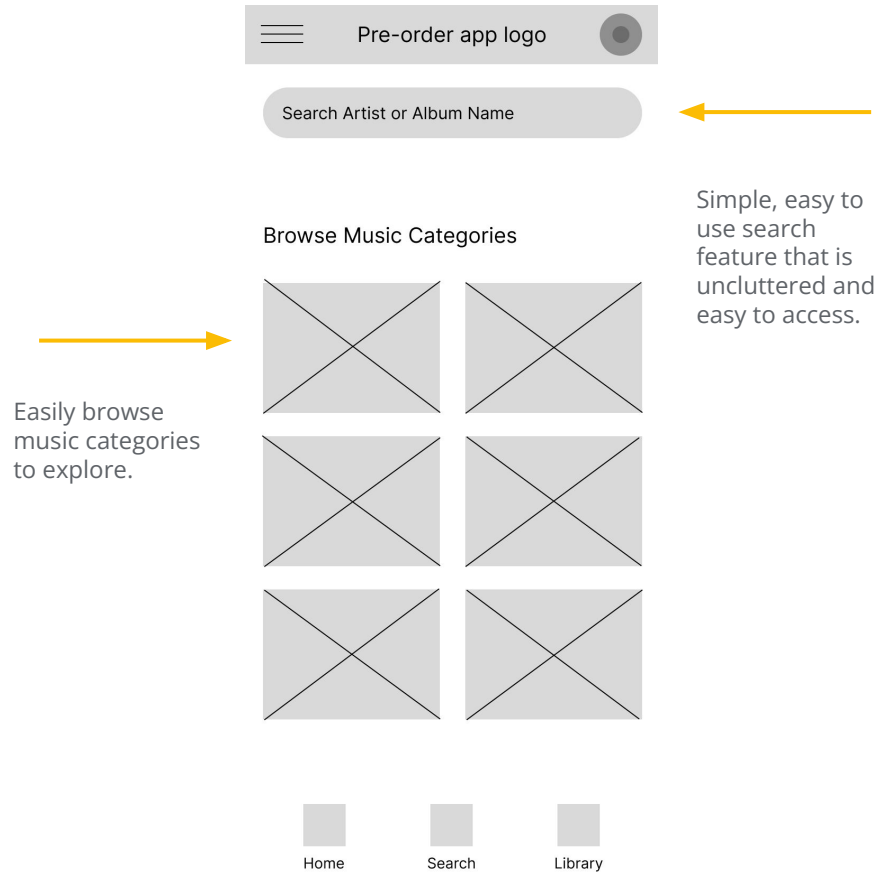 Pre-order app logo
Search Artist or Album Name
Simple, easy to
use search
feature that is
uncluttered and
easy to access.
Browse Music Categories
Easily browse
music categories
to explore.
Home
Search
Library